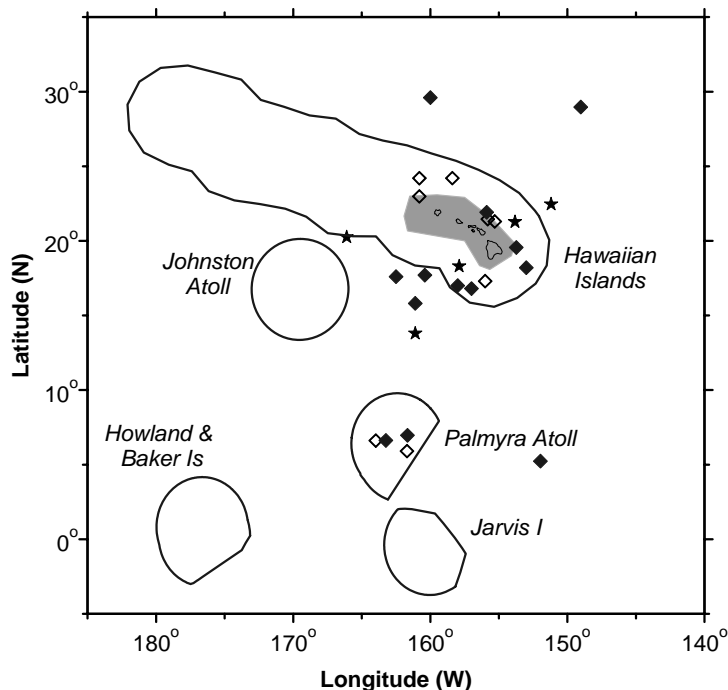 30°
20°
10°
0°
Latitude (N)
Hawaiian
Islands
Johnston
Atoll
Howland &
Baker Is
Palmyra Atoll
Jarvis I
180°
170°
160°
150°
140°
Longitude (W)